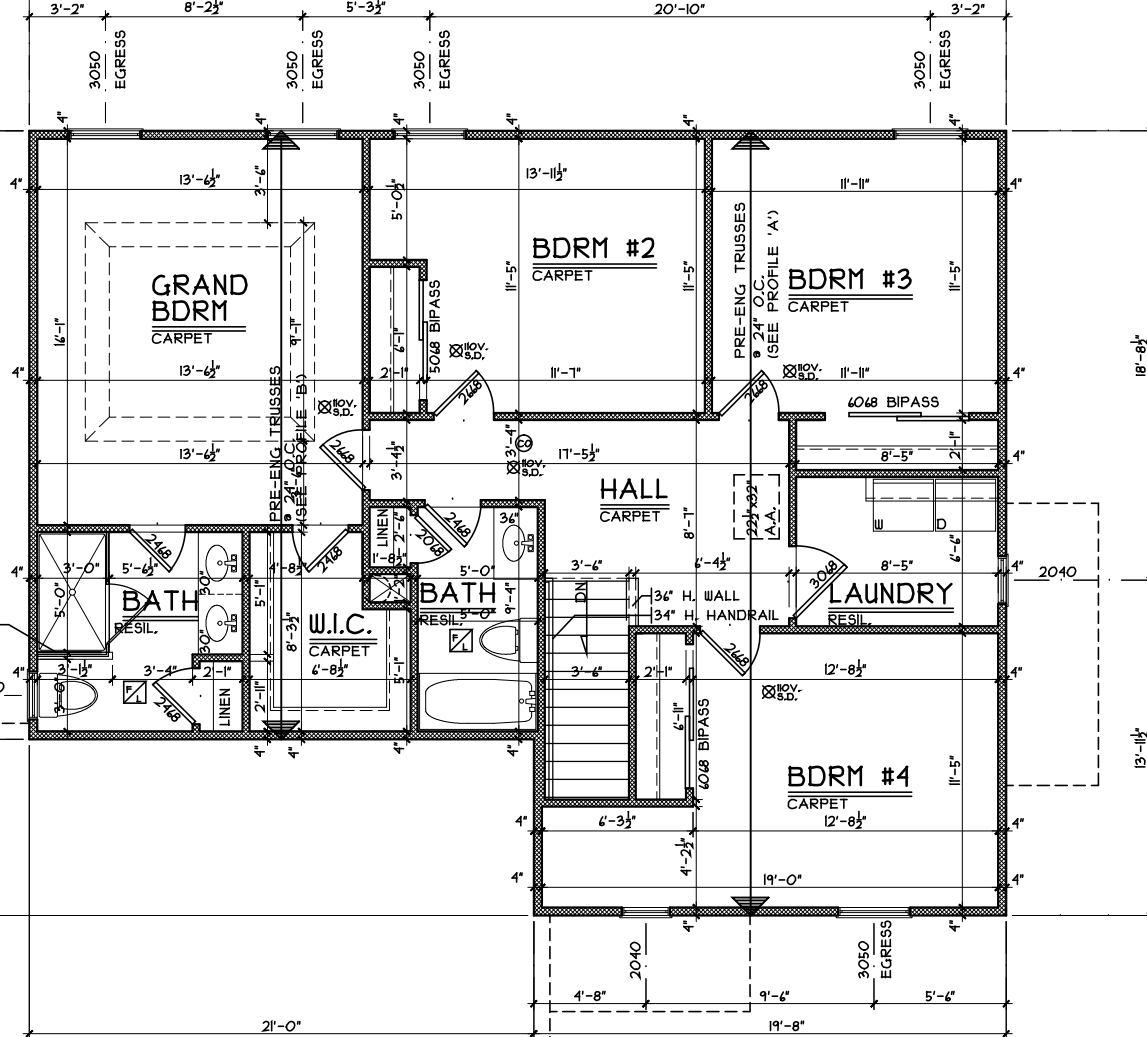 3'-2"
8'-2½"
5'-3½"
20'-10"
3'-2"
3050
EGRESS
3050
EGRESS
3050
EGRESS
3050
EGRESS
4"
4"
4"
4"
4"
4"
4"
13'-6½"
3'-6"
5'-0½"
13'-11½"
11'-11"
4"
GRAND
BDRM
CARPET
BDRM #2
CARPET
BDRM #3
CARPET
PRE-ENG TRUSSES
@ 24" O.C.
(SEE PROFILE 'A')
11'-5"
11'-5"
11'-5"
16'-1"
9'-1"
6'-1"
5068 BIPASS
110V.
S.D.
110V.
S.D.
18'-8½"
4"
13'-6½"
2'-1"
11'-7"
11'-11"
4"
2668
2668
6068 BIPASS
110V.
S.D.
PRE-ENG TRUSSES
@ 24" O.C.
(SEE PROFILE 'B')
2668
13'-6½"
3'-4½"
3'-4"
CO
110V.
S.D.
17'-5½"
8'-5"
2'-1"
4"
HALL
CARPET
22½"x32"
A.A.
W
D
6'-6"
8'-7"
LINEN
2'-6"
2068
2468
36"
2468
2468
4"
3'-0"
5'-6½"
30"
4'-8½"
1'-8½"
5'-0"
6'-4½"
3068
8'-5"
4"
2040
5'-0"
BATH
RESIL.
30"
5'-1"
8'-3½"
BATH
RESIL.
5'-0"
9'-4"
DN
36" H. WALL
34" H. HANDRAIL
LAUNDRY
RESIL.
W.I.C.
CARPET
F
L
2668
4"
3'-1½"
3'-4"
2'-1"
6'-8½"
5'-1"
3'-6"
2'-1"
12'-8½"
4"
3'-0"
F
L
2468
LINEN
2'-11"
110V.
S.D.
6'-11"
6068 BIPASS
4"
4"
4"
4"
13'-11½"
BDRM #4
CARPET
11'-5"
4"
6'-3½"
12'-8½"
4"
4'-2½"
4"
19'-0"
4"
4"
4"
2040
3050
EGRESS
4'-8"
9'-6"
5'-6"
21'-0"
19'-8"